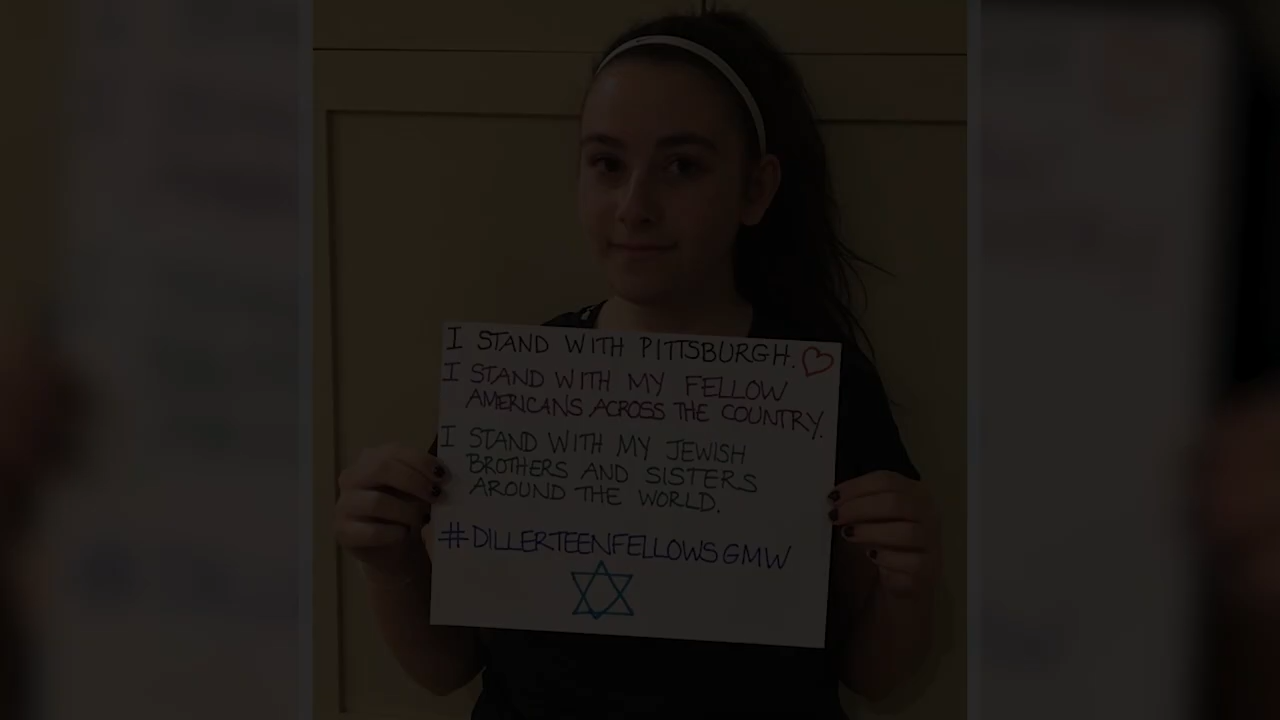 I STAND WITH PITTSBURGH.
I STAND WITH MY FELLOW
AMERICANS ACROSS THE COUNTRY.
I STAND WITH MY JEWISH
BROTHERS AND SISTERS
AROUND THE WORLD.
#DILLERTEENFELLOWSGMW